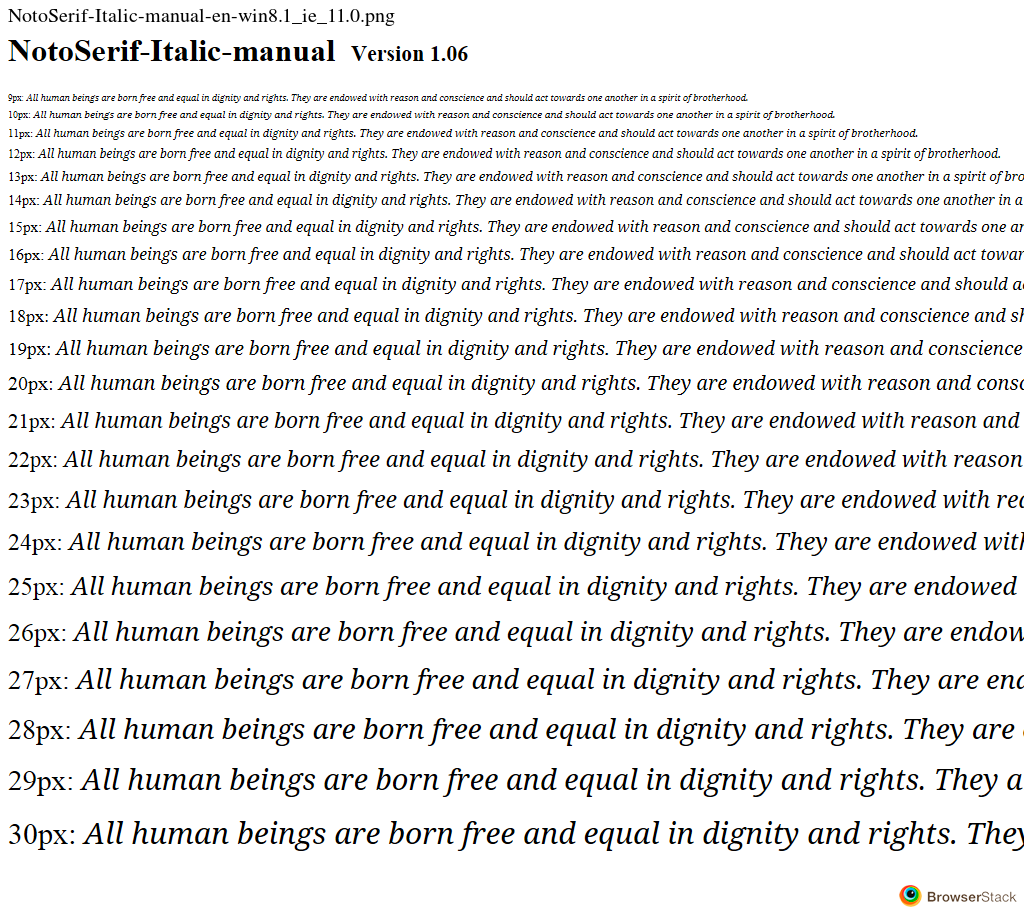 NotoSerif-Italic-manual-en-win8.1_ie_11.0.png
NotoSerif-Italic-manual Version 1.06
9px: All human beings are born free and equal in dignity and rights. They are endowed with reason and conscience and should act towards one another in a spirit of brotherhood.
10px: All human beings are born free and equal in dignity and rights. They are endowed with reason and conscience and should act towards one another in a spirit of brotherhood.
11px: All human beings are born free and equal in dignity and rights. They are endowed with reason and conscience and should act towards one another in a spirit of brotherhood.
12px: All human beings are born free and equal in dignity and rights. They are endowed with reason and conscience and should act towards one another in a spirit of brotherhood.
13px: All human beings are born free and equal in dignity and rights. They are endowed with reason and conscience and should act towards one another in a spirit of bro
14px: All human beings are born free and equal in dignity and rights. They are endowed with reason and conscience and should act towards one another in a
15px: All human beings are born free and equal in dignity and rights. They are endowed with reason and conscience and should act towards one an
16px: All human beings are born free and equal in dignity and rights. They are endowed with reason and conscience and should act towar
17px: All human beings are born free and equal in dignity and rights. They are endowed with reason and conscience and should a
18px: All human beings are born free and equal in dignity and rights. They are endowed with reason and conscience and sh
19px: All human beings are born free and equal in dignity and rights. They are endowed with reason and conscience
20px: All human beings are born free and equal in dignity and rights. They are endowed with reason and consc
21px: All human beings are born free and equal in dignity and rights. They are endowed with reason and
22px: All human beings are born free and equal in dignity and rights. They are endowed with reason
23px: All human beings are born free and equal in dignity and rights. They are endowed with rea
24px: All human beings are born free and equal in dignity and rights. They are endowed with
25px: All human beings are born free and equal in dignity and rights. They are endowed
26px: All human beings are born free and equal in dignity and rights. They are endow
27px: All human beings are born free and equal in dignity and rights. They are end
28px: All human beings are born free and equal in dignity and rights. They are
29px: All human beings are born free and equal in dignity and rights. They a
30px: All human beings are born free and equal in dignity and rights. They
BrowserStack